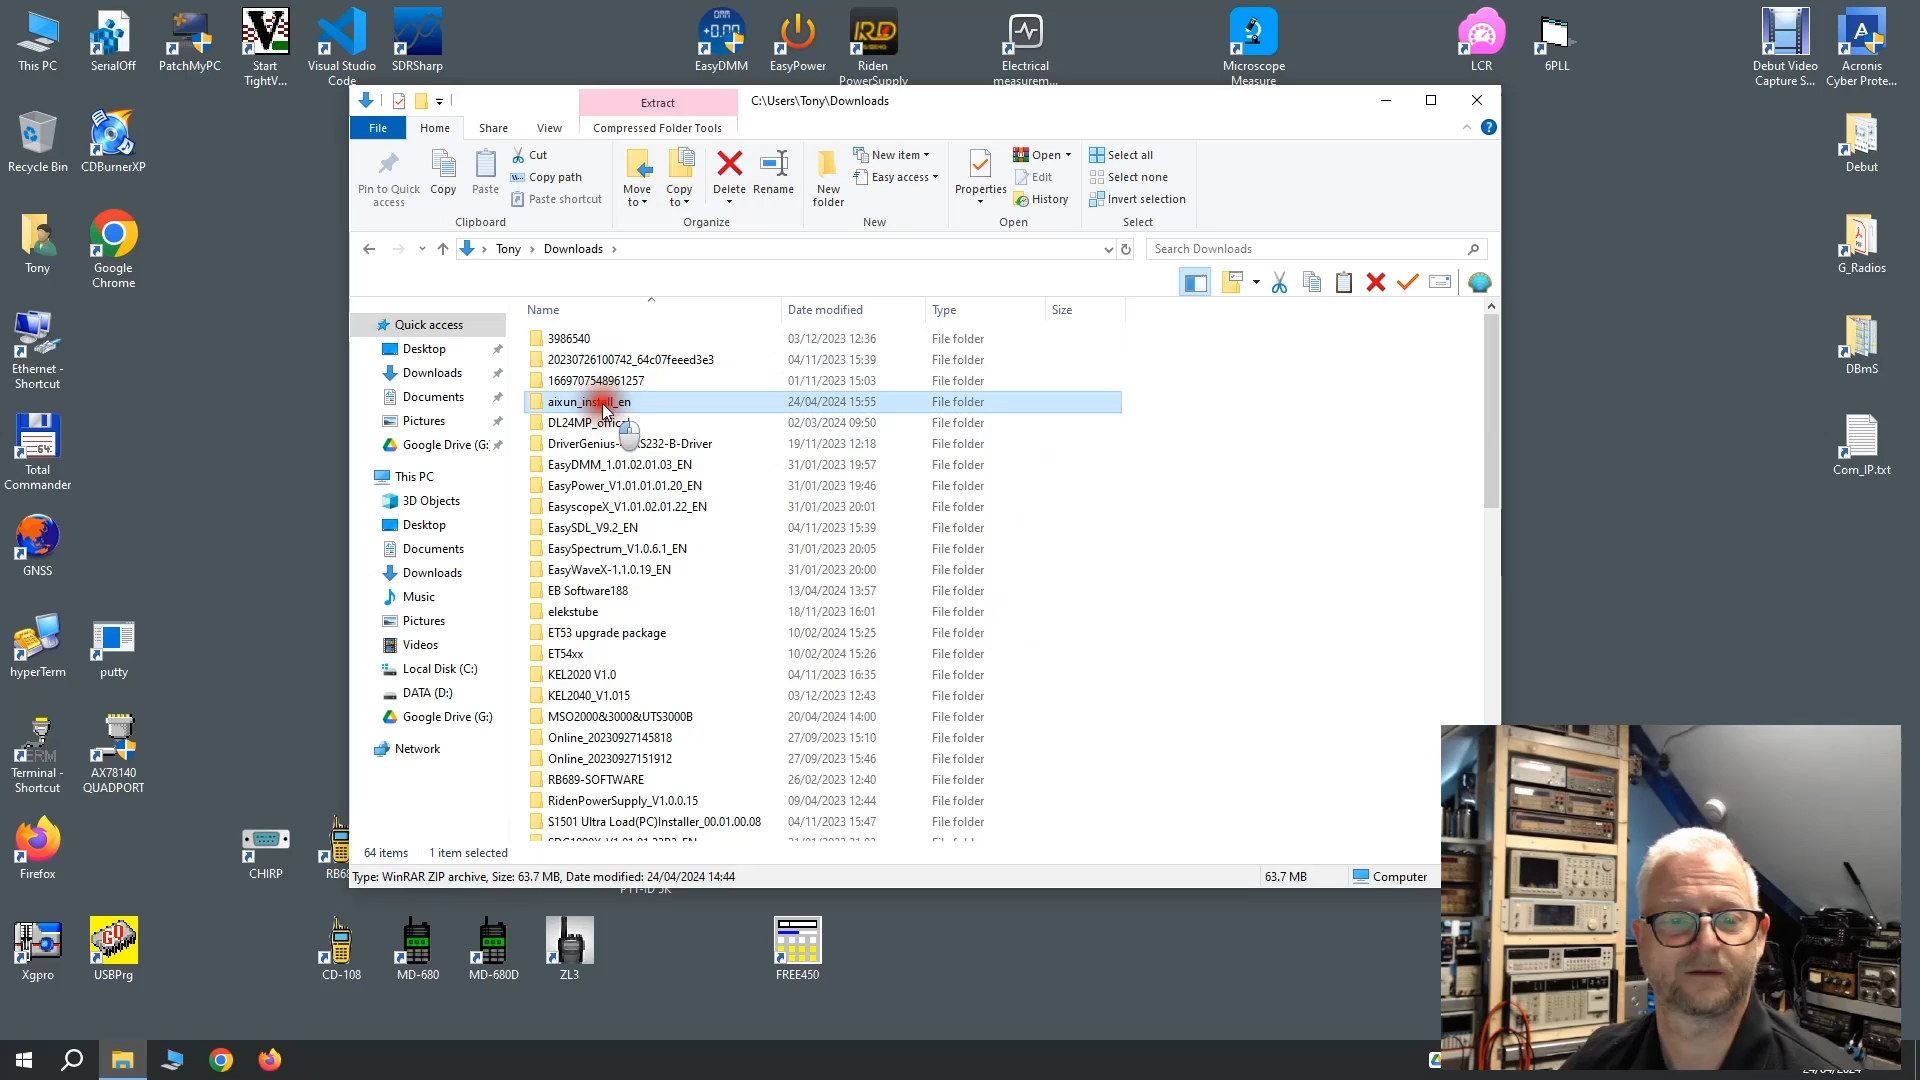 This PC
SerialOff
PatchMyPC
Start
TightV...
Visual Studio
Code
SDRSharp
EasyDMM
EasyPower
Riden
PowerSupply
Electrical
measurem...
Microscope
Measure
LCR
6PLL
Debut Video
Capture S...
Acronis
Cyber Prote...
Extract
C:\Users\Tony\Downloads
File
Home
Share
View
Compressed Folder Tools
Pin to Quick
access
Copy
Paste
Cut
Copy path
Paste shortcut
Move
to
Copy
to
Delete
Rename
New
folder
New item
Easy access
Properties
Open
Edit
History
Select all
Select none
Invert selection
Clipboard
Organize
New
Open
Select
Tony
Downloads
Search Downloads
Recycle Bin
CDBurnerXP
Tony
Google
Chrome
Ethernet -
Shortcut
Total
Commander
GNSS
hyperTerm
putty
Terminal -
Shortcut
AX78140
QUADPORT
Firefox
CHIRP
RB68
Xgpro
USBPrg
CD-108
MD-680
MD-680D
ZL3
FREE450
Debut
G_Radios
DBmS
Com_IP.txt
Quick access
Desktop
Downloads
Documents
Pictures
Google Drive (G:
This PC
3D Objects
Desktop
Documents
Downloads
Music
Pictures
Videos
Local Disk (C:)
DATA (D:)
Google Drive (G:)
Network
Name Date modified Type Size
3986540 03/12/2023 12:36 File folder
20230726100742_64c07feeed3e3 04/11/2023 15:39 File folder
1669707548961257 01/11/2023 15:03 File folder
aixun_install_en 24/04/2024 15:55 File folder
DL24MP_offical 02/03/2024 09:50 File folder
DriverGenius- RS232-B-Driver 19/11/2023 12:18 File folder
EasyDMM_1.01.02.01.03_EN 31/01/2023 19:57 File folder
EasyPower_V1.01.01.01.20_EN 31/01/2023 19:46 File folder
EasyscopeX_V1.01.02.01.22_EN 31/01/2023 20:01 File folder
EasySDL_V9.2_EN 04/11/2023 15:39 File folder
EasySpectrum_V1.0.6.1_EN 31/01/2023 20:05 File folder
EasyWaveX-1.1.0.19_EN 31/01/2023 20:00 File folder
EB Software188 13/04/2024 13:57 File folder
elekstube 18/11/2023 16:01 File folder
ET53 upgrade package 10/02/2024 15:25 File folder
ET54xx 10/02/2024 15:26 File folder
KEL2020 V1.0 04/11/2023 16:35 File folder
KEL2040_V1.015 03/12/2023 12:43 File folder
MSO2000&3000&UTS3000B 20/04/2024 14:00 File folder
Online_20230927145818 27/09/2023 15:10 File folder
Online_20230927151912 27/09/2023 15:46 File folder
RB689-SOFTWARE 26/02/2023 12:40 File folder
RidenPowerSupply_V1.0.0.15 09/04/2023 12:44 File folder
S1501 Ultra Load(PC)Installer_00.01.00.08 04/11/2023 15:47 File folder
64 items 1 item selected
Type: WinRAR ZIP archive, Size: 63.7 MB, Date modified: 24/04/2024 14:44 63.7 MB Computer